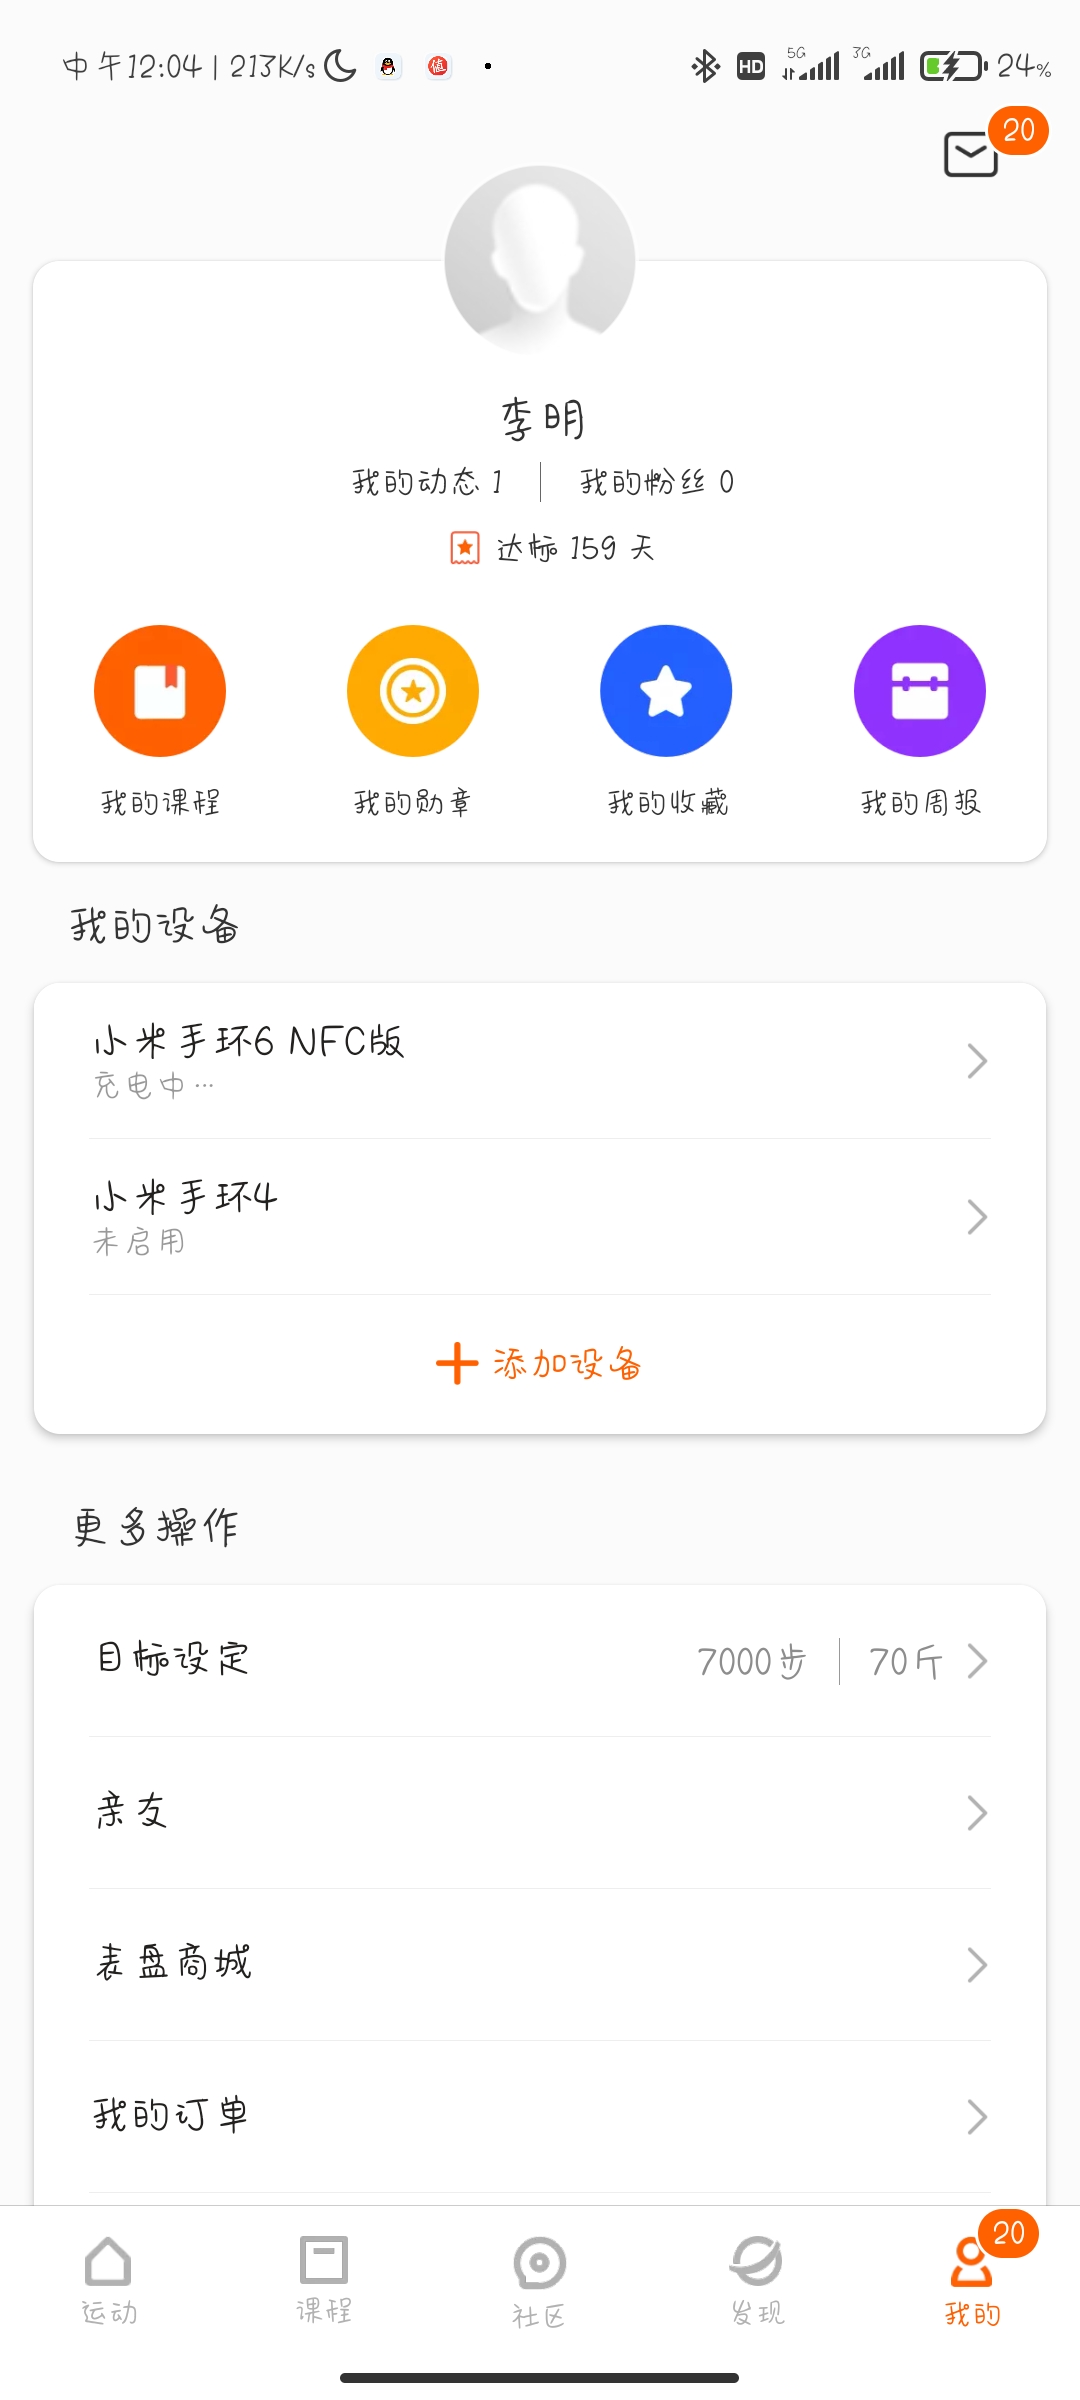 中午12:04 | 213K/s 值 HD 5G 3G 24%
20
李明
我的动态 1 我的粉丝 0
达标 159 天
我的课程 我的勋章 我的收藏 我的周报
我的设备
小米手环6 NFC版
充电中 ...
小米手环4
未启用
添加设备
更多操作
目标设定 7000步 70斤
亲友
表盘商城
我的订单
20
运动 课程 社区 发现 我的